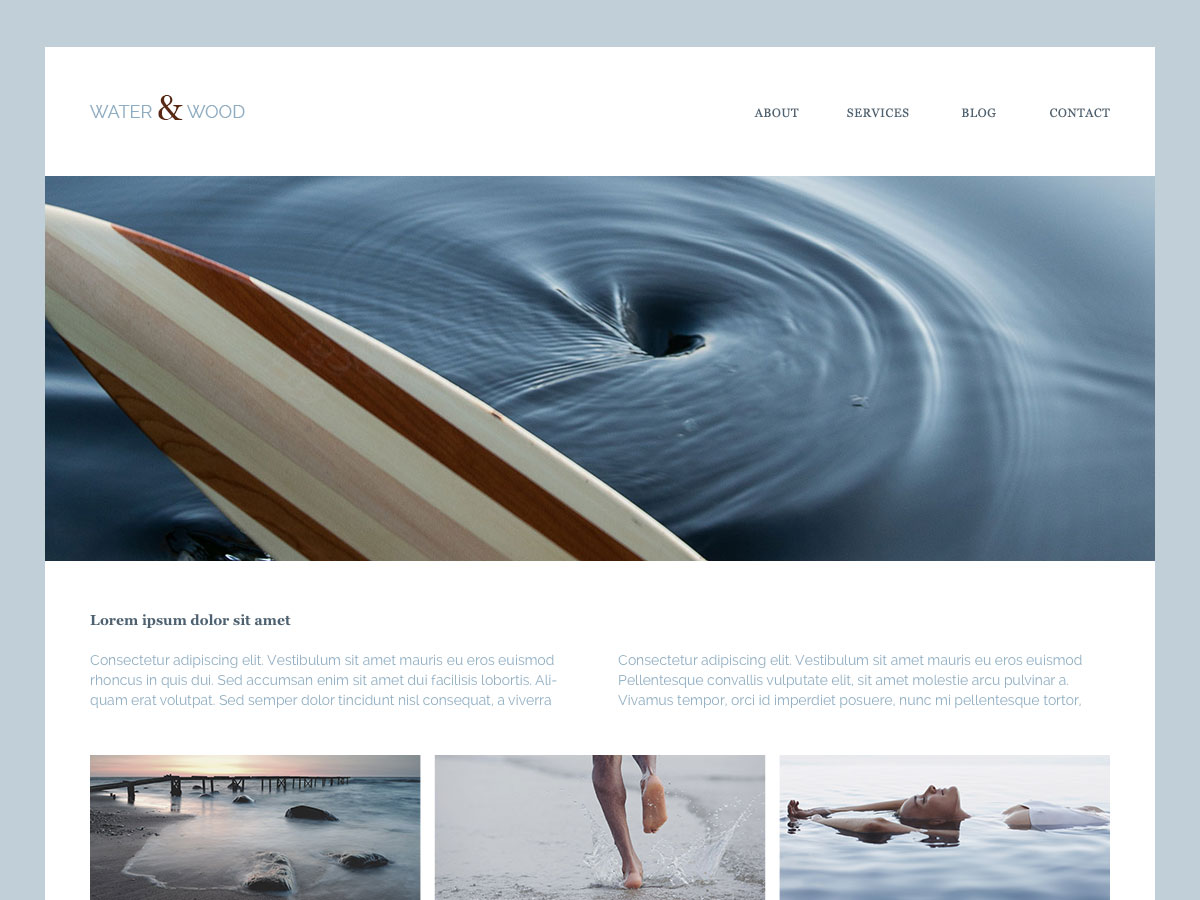 WATER & WOOD
ABOUT SERVICES BLOG CONTACT
Lorem ipsum dolor sit amet
Consectetur adipiscing elit. Vestibulum sit amet mauris eu eros euismod
rhoncus in quis dui. Sed accumsan enim sit amet dui facilisis lobortis. Ali-
quam erat volutpat. Sed semper dolor tincidunt nisl consequat, a viverra
Consectetur adipiscing elit. Vestibulum sit amet mauris eu eros euismod
Pellentesque convallis vulputate elit, sit amet molestie arcu pulvinar a.
Vivamus tempor, orci id imperdiet posuere, nunc mi pellentesque tortor,